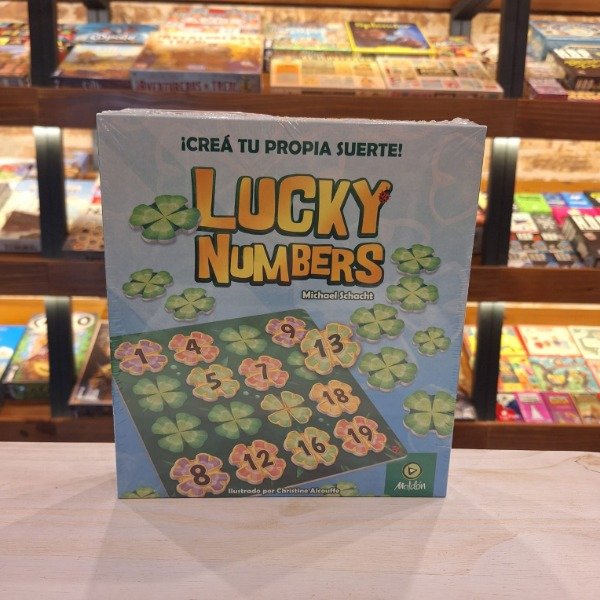 ¡CREÁ TU PROPIA SUERTE!
LUCKY
NUMBERS
Michael Schacht
1 4 9 13
5 7 18
8 12 16 19
Ilustrado por Christine Alcouffe
Maldón